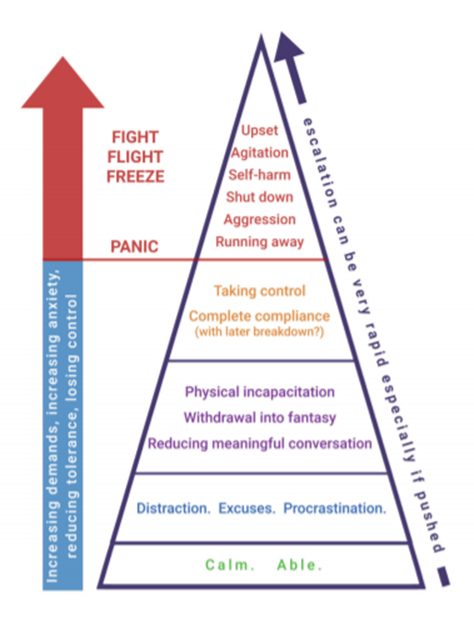 FIGHT
FLIGHT
FREEZE
PANIC
Increasing demands, increasing anxiety,
reducing tolerance, losing control
Upset
Agitation
Self-harm
Shut down
Aggression
Running away
Taking control
Complete compliance
(with later breakdown?)
Physical incapacitation
Withdrawal into fantasy
Reducing meaningful conversation
Distraction. Excuses. Procrastination.
Calm. Able.
escalation can be very rapid especially if pushed